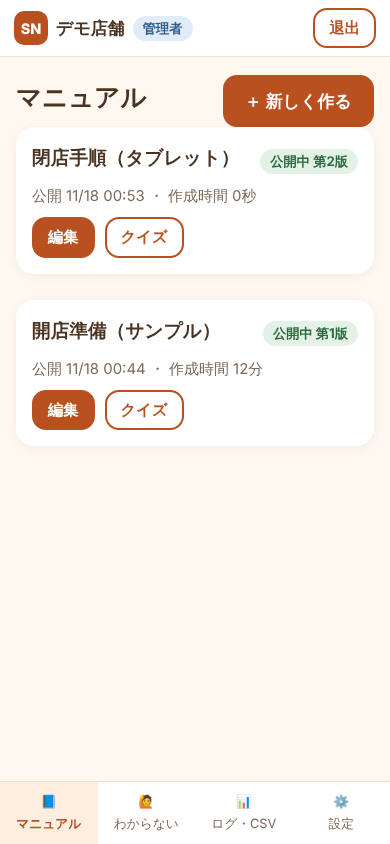 SN デモ店舗 管理者 退出
マニュアル ＋ 新しく作る
閉店手順（タブレット） 公開中 第2版
公開 11/18 00:53 ・ 作成時間 0秒
編集 クイズ
開店準備（サンプル） 公開中 第1版
公開 11/18 00:44 ・ 作成時間 12分
編集 クイズ
マニュアル わからない ログ・CSV 設定